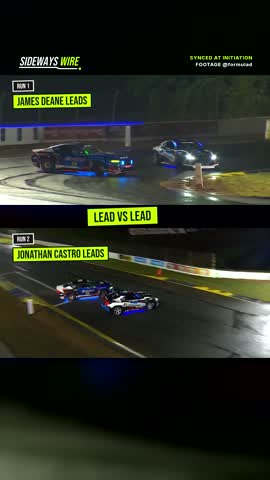 SIDEWAYS WIRE
SYNCED AT INITIATION
FOOTAGE @formulad
RUN 1
JAMES DEANE LEADS
LEAD VS LEAD
RUN 2
JONATHAN CASTRO LEADS